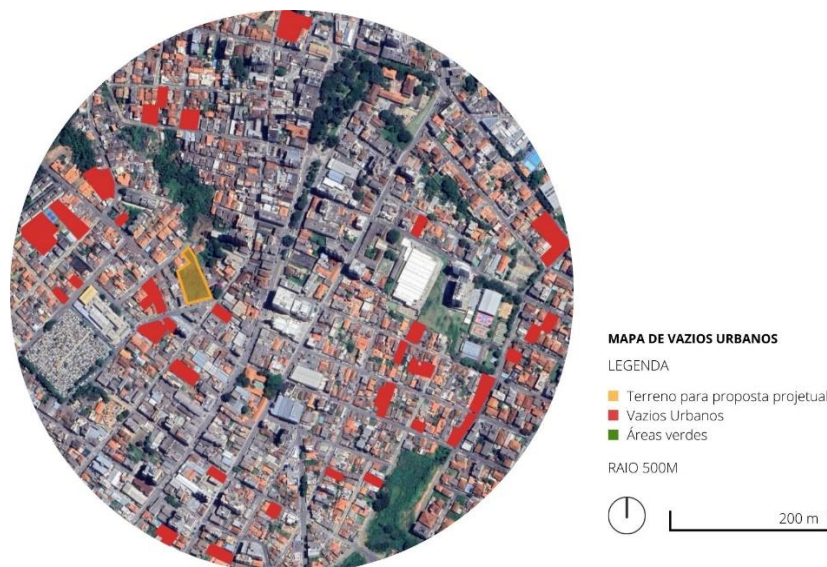 MAPA DE VAZIOS URBANOS
LEGENDA
Terreno para proposta projetual
Vazios Urbanos
Áreas verdes
RAIO 500M
200 m